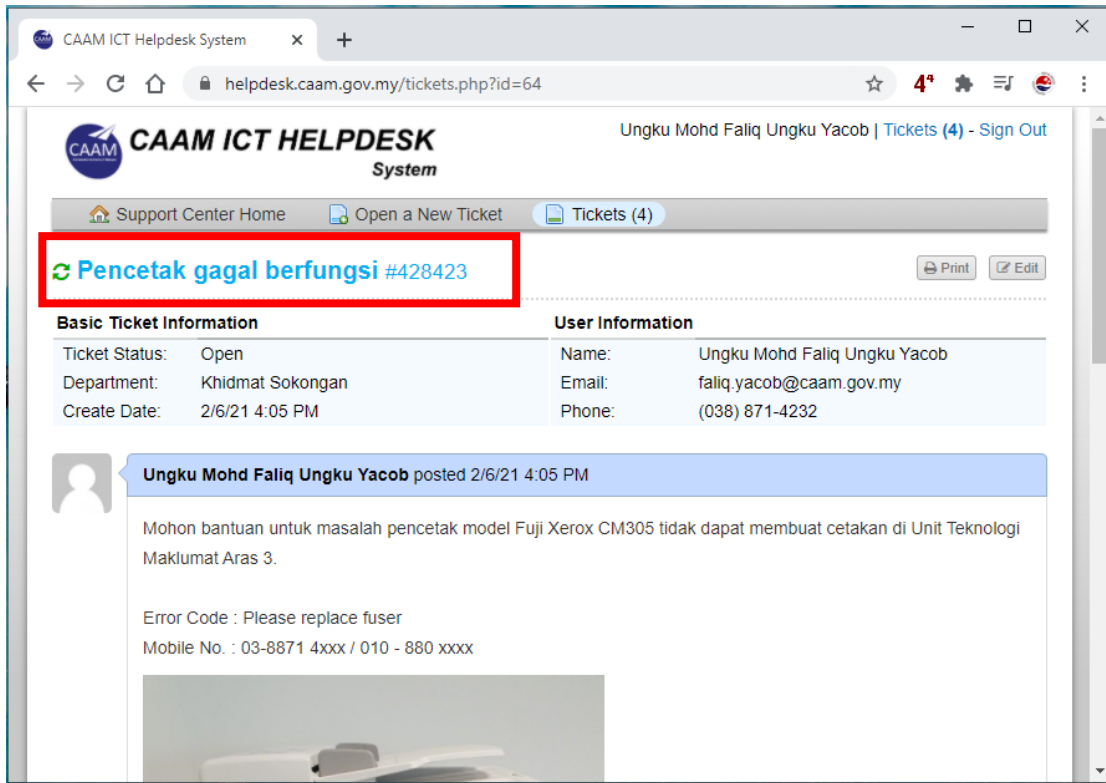 CAAM ICT Helpdesk System
helpdesk.caam.gov.my/tickets.php?id=64
CAAM
CAAM ICT HELPDESK
System
Ungku Mohd Faliq Ungku Yacob | Tickets (4) - Sign Out
Support Center Home Open a New Ticket Tickets (4)
Pencetak gagal berfungsi #428423
Print Edit
Basic Ticket Information User Information
Ticket Status: Open Name: Ungku Mohd Faliq Ungku Yacob
Department: Khidmat Sokongan Email: faliq.yacob@caam.gov.my
Create Date: 2/6/21 4:05 PM Phone: (038) 871-4232
Ungku Mohd Faliq Ungku Yacob posted 2/6/21 4:05 PM
Mohon bantuan untuk masalah pencetak model Fuji Xerox CM305 tidak dapat membuat cetakan di Unit Teknologi
Maklumat Aras 3.
Error Code : Please replace fuser
Mobile No. : 03-8871 4xxx / 010 - 880 xxxx